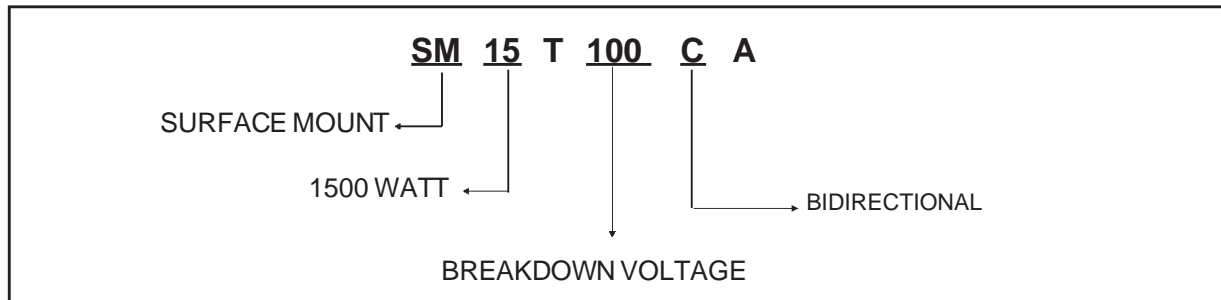 SM 15 T 100 C A
SURFACE MOUNT
1500 WATT
BIDIRECTIONAL
BREAKDOWN VOLTAGE